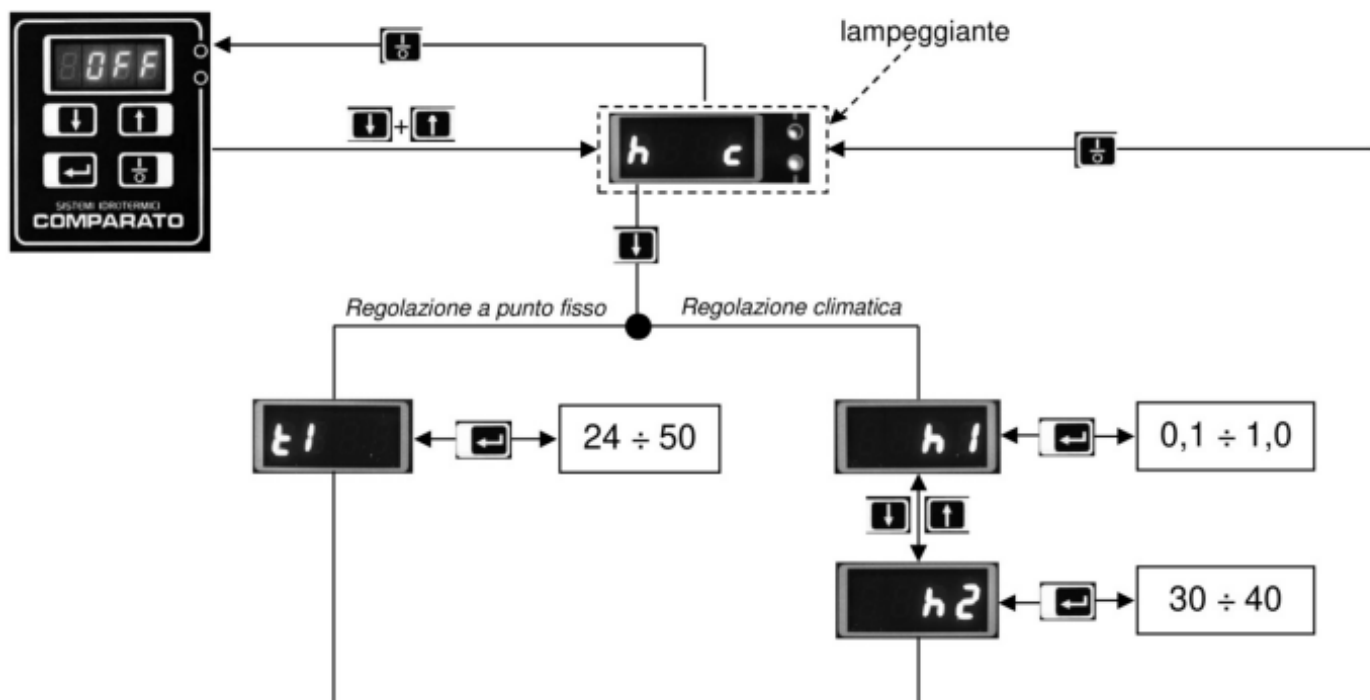 lampeggiante
OFF
+
h c
SISTEMI IDROTERMICI
COMPARATO
Regolazione a punto fisso
Regolazione climatica
t1
24 ÷ 50
h1
0,1 ÷ 1,0
h2
30 ÷ 40